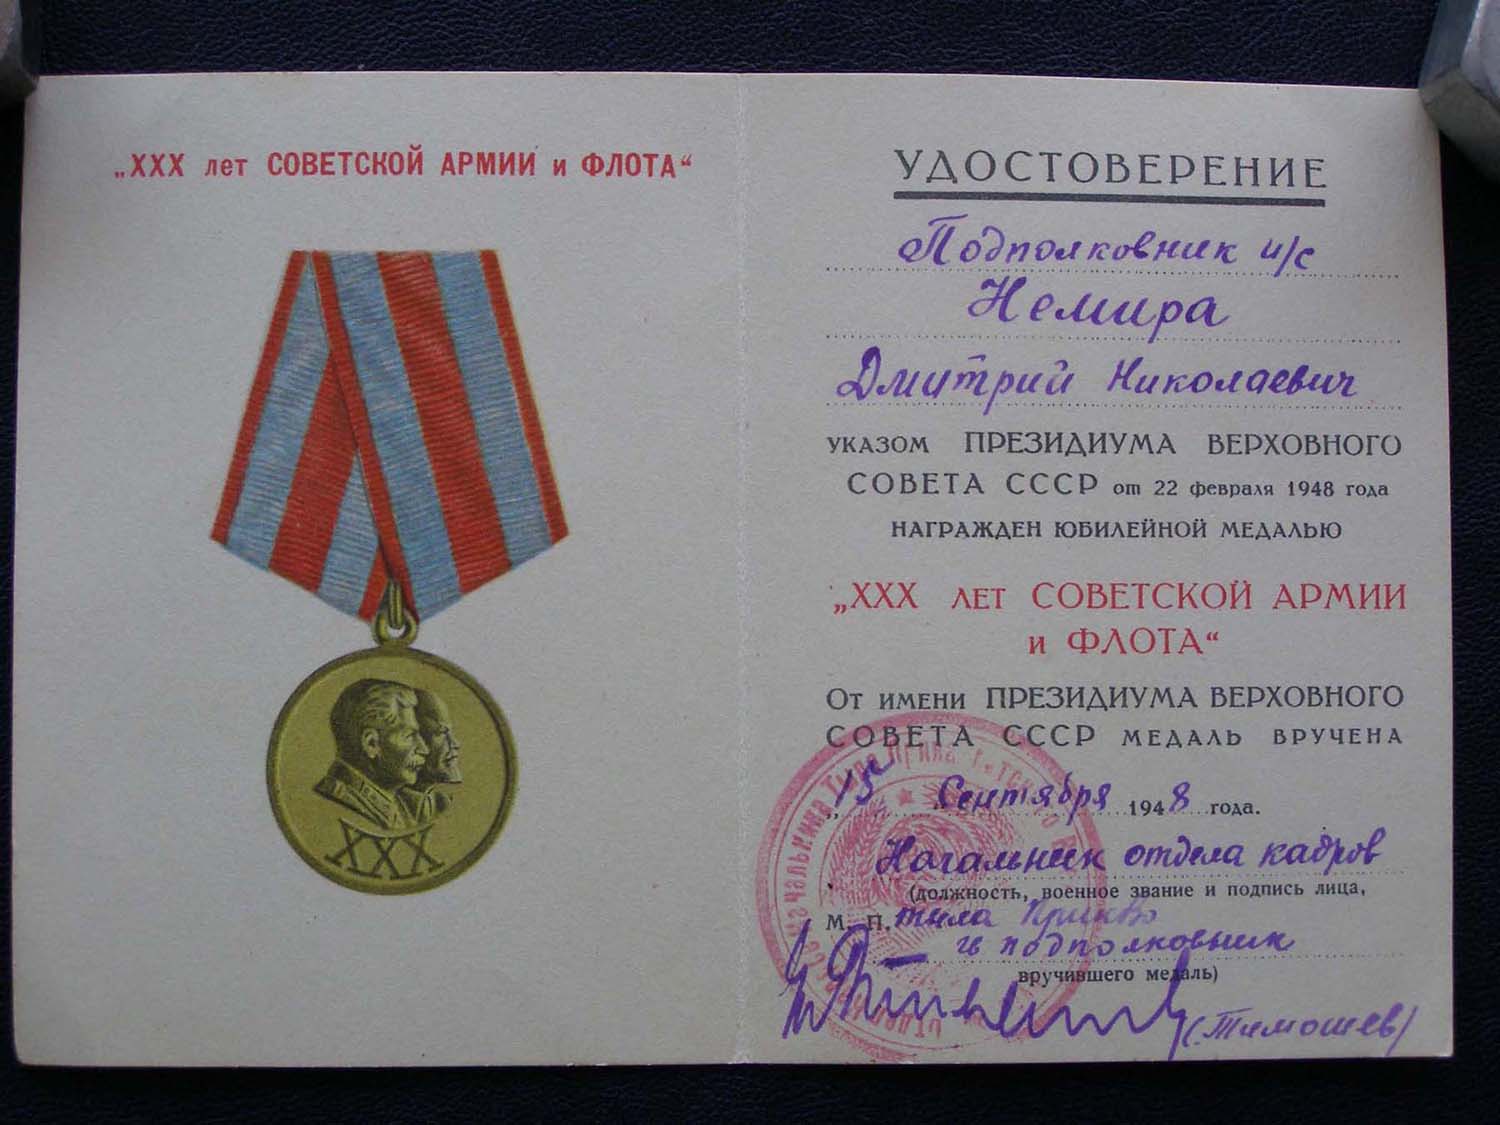 „XXX лет СОВЕТСКОЙ АРМИИ и ФЛОТА“
XXX
УДОСТОВЕРЕНИЕ
Подполковник и/с
Немира
Дмитрий Николаевич
УКАЗОМ ПРЕЗИДИУМА ВЕРХОВНОГО
СОВЕТА СССР от 22 февраля 1948 года
НАГРАЖДЕН ЮБИЛЕЙНОЙ МЕДАЛЬЮ
„XXX ЛЕТ СОВЕТСКОЙ АРМИИ
И ФЛОТА“
От имени ПРЕЗИДИУМА ВЕРХОВНОГО
СОВЕТА СССР МЕДАЛЬ ВРУЧЕНА
„15“ Сентября 1948 года.
Начальник отдела кадров
(должность, военное звание и подпись лица,
М. П. тыла ПрикВО
гв подполковник
вручившего медаль)
(Тимошев)